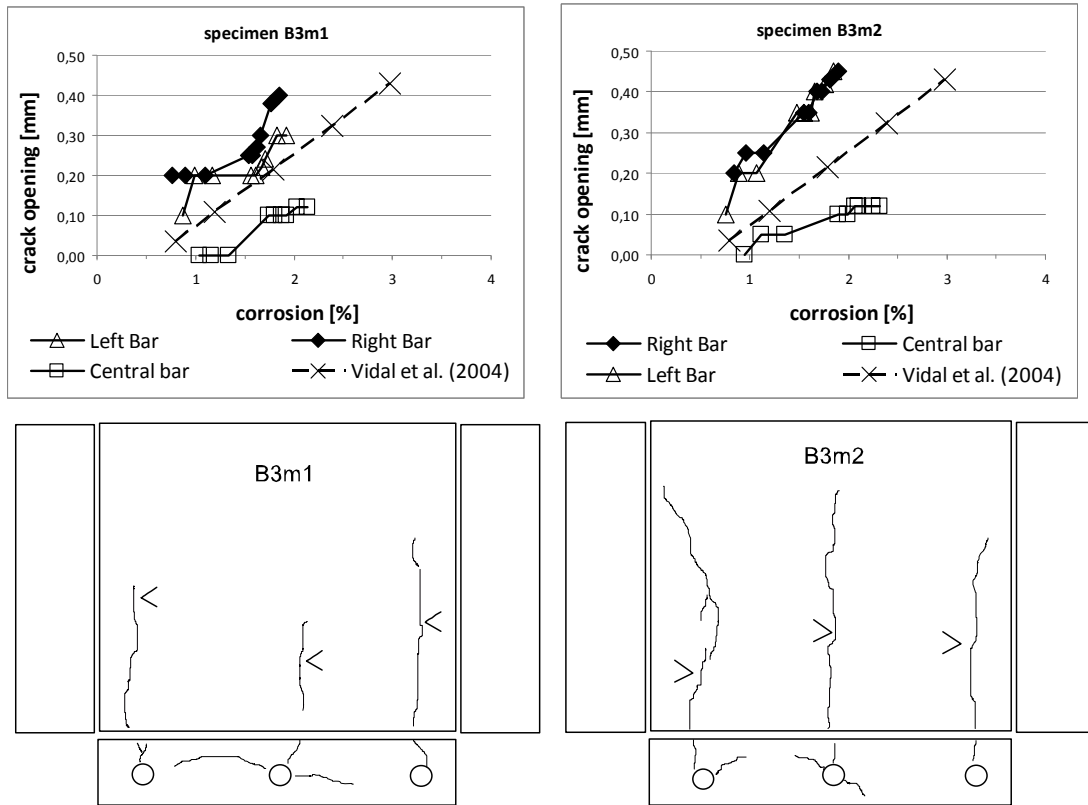 specimen B3m1
0,50
0,40
0,30
0,20
0,10
0,00
crack opening [mm]
0 1 2 3 4
corrosion [%]
Left Bar Right Bar
Central bar Vidal et al. (2004)
specimen B3m2
0,50
0,40
0,30
0,20
0,10
0,00
crack opening [mm]
0 1 2 3 4
corrosion [%]
Right Bar Central bar
Left Bar Vidal et al. (2004)
B3m1
B3m2